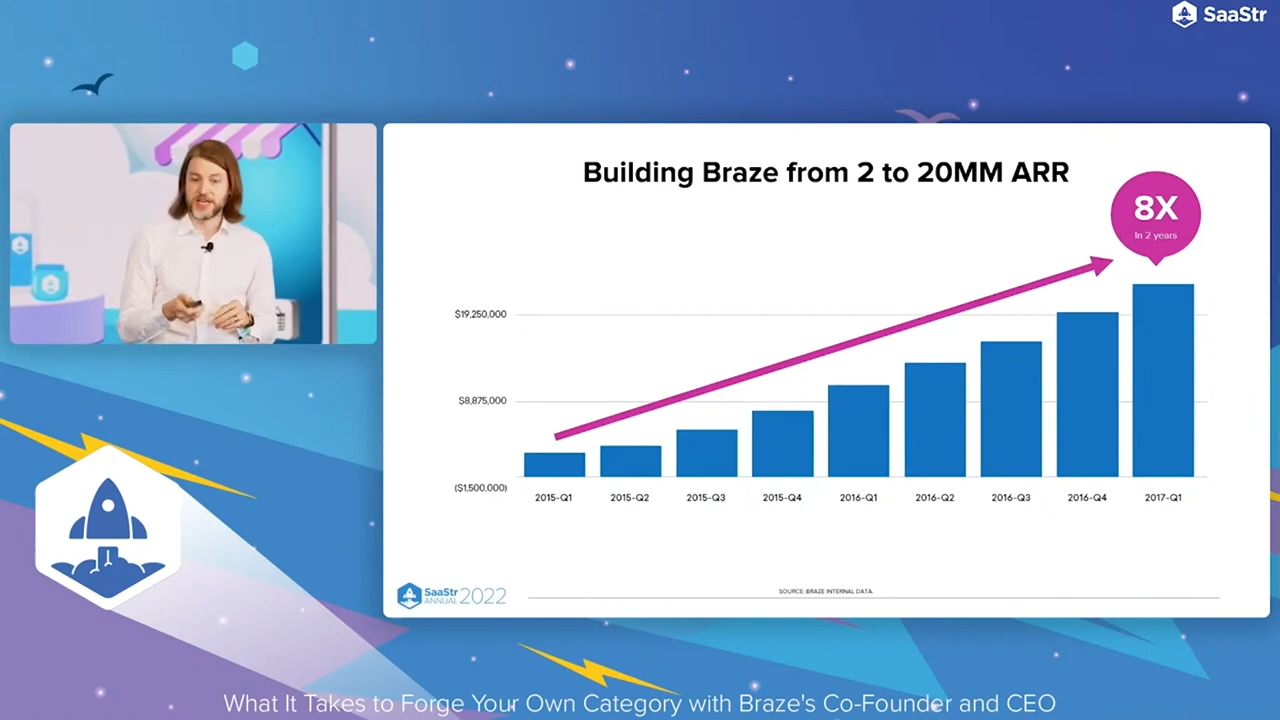 SaaStr
Building Braze from 2 to 20MM ARR
8X
In 2 years
$19,250,000
$8,875,000
($1,500,000)
2015-Q1
2015-Q2
2015-Q3
2015-Q4
2016-Q1
2016-Q2
2016-Q3
2016-Q4
2017-Q1
SaaStr
ANNUAL 2022
SOURCE: BRAZE INTERNAL DATA.
What It Takes to Forge Your Own Category with Braze's Co-Founder and CEO